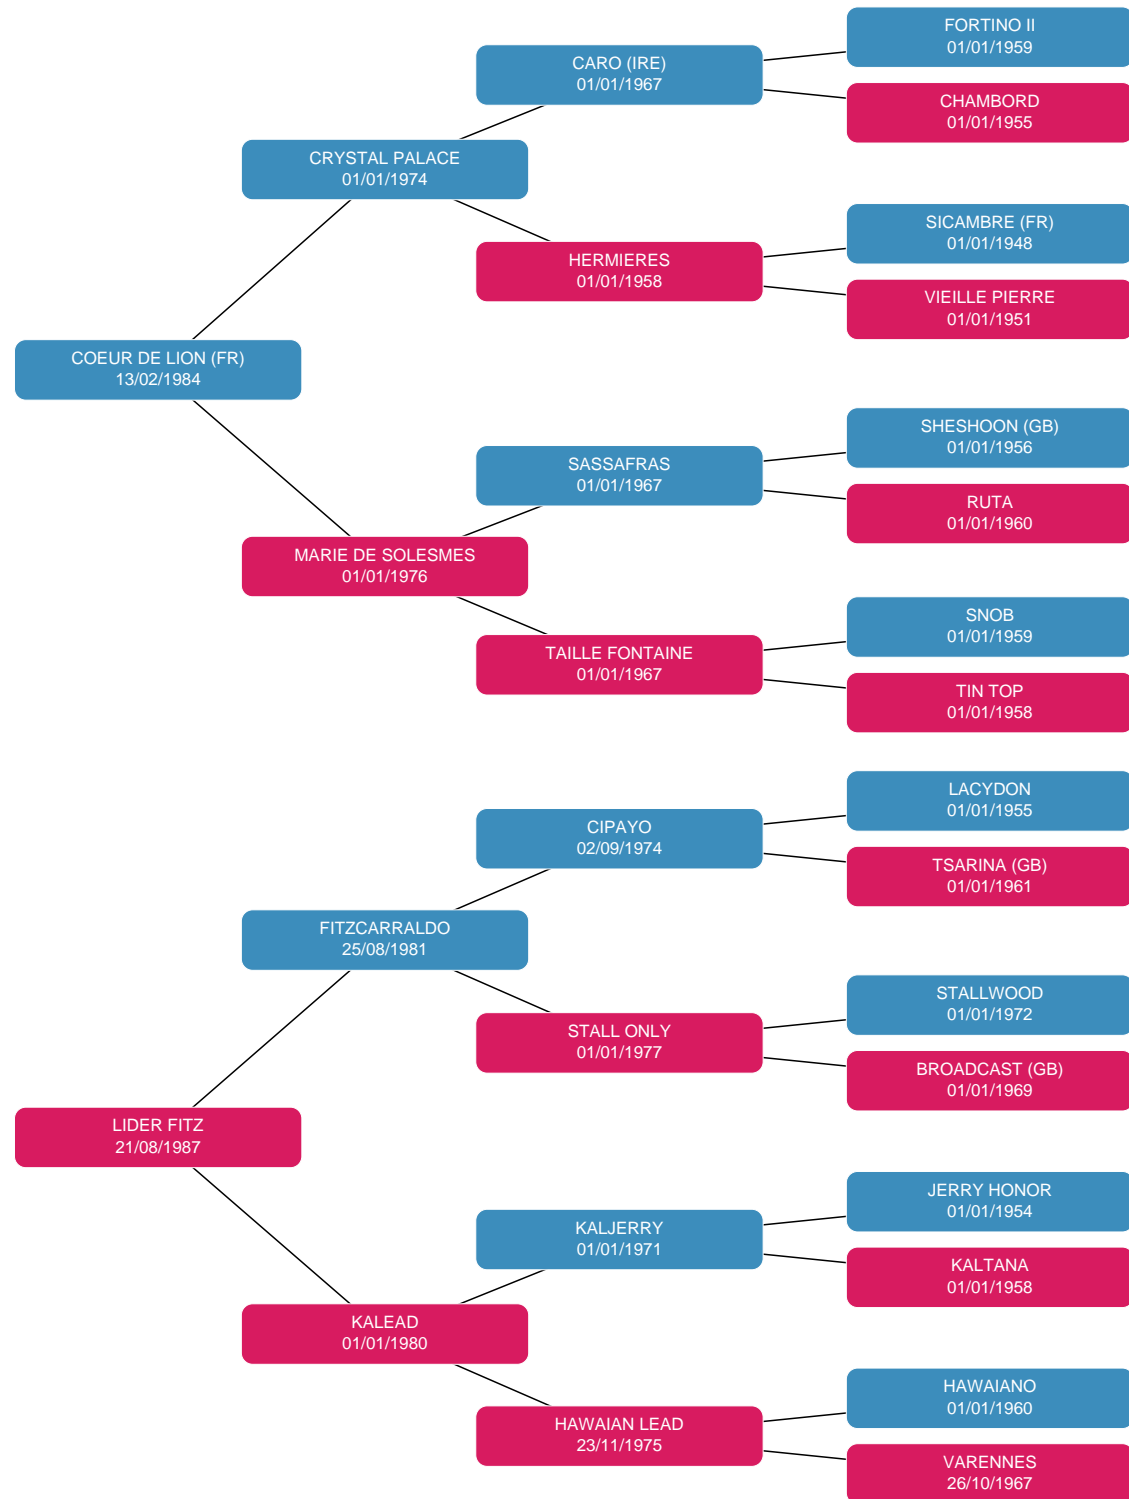 FORTINO II
01/01/1959
CARO (IRE)
01/01/1967
CHAMBORD
01/01/1955
CRYSTAL PALACE
01/01/1974
SICAMBRE (FR)
01/01/1948
HERMIERES
01/01/1958
VIEILLE PIERRE
01/01/1951
COEUR DE LION (FR)
13/02/1984
SHESHOON (GB)
01/01/1956
SASSAFRAS
01/01/1967
RUTA
01/01/1960
MARIE DE SOLESMES
01/01/1976
SNOB
01/01/1959
TAILLE FONTAINE
01/01/1967
TIN TOP
01/01/1958
LACYDON
01/01/1955
CIPAYO
02/09/1974
TSARINA (GB)
01/01/1961
FITZCARRALDO
25/08/1981
STALLWOOD
01/01/1972
STALL ONLY
01/01/1977
BROADCAST (GB)
01/01/1969
LIDER FITZ
21/08/1987
JERRY HONOR
01/01/1954
KALJERRY
01/01/1971
KALTANA
01/01/1958
KALEAD
01/01/1980
HAWAIANO
01/01/1960
HAWAIAN LEAD
23/11/1975
VARENNES
26/10/1967